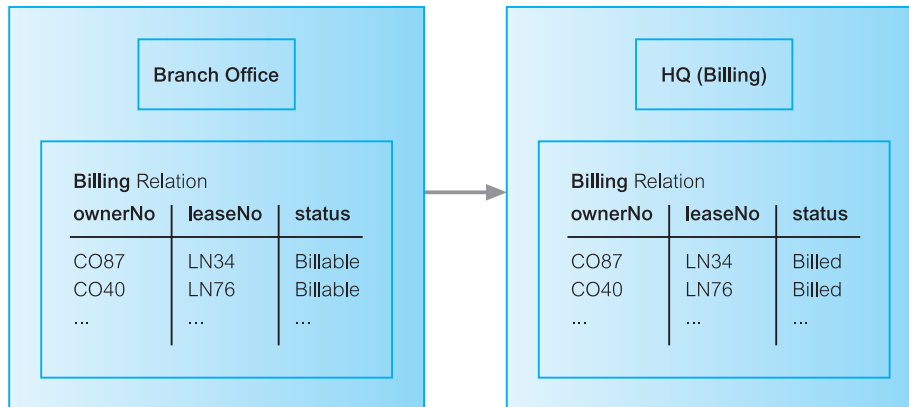 Branch Office
Billing Relation
ownerNo leaseNo status
CO87 LN34 Billable
CO40 LN76 Billable
... ... ...
HQ (Billing)
Billing Relation
ownerNo leaseNo status
CO87 LN34 Billed
CO40 LN76 Billed
... ... ...